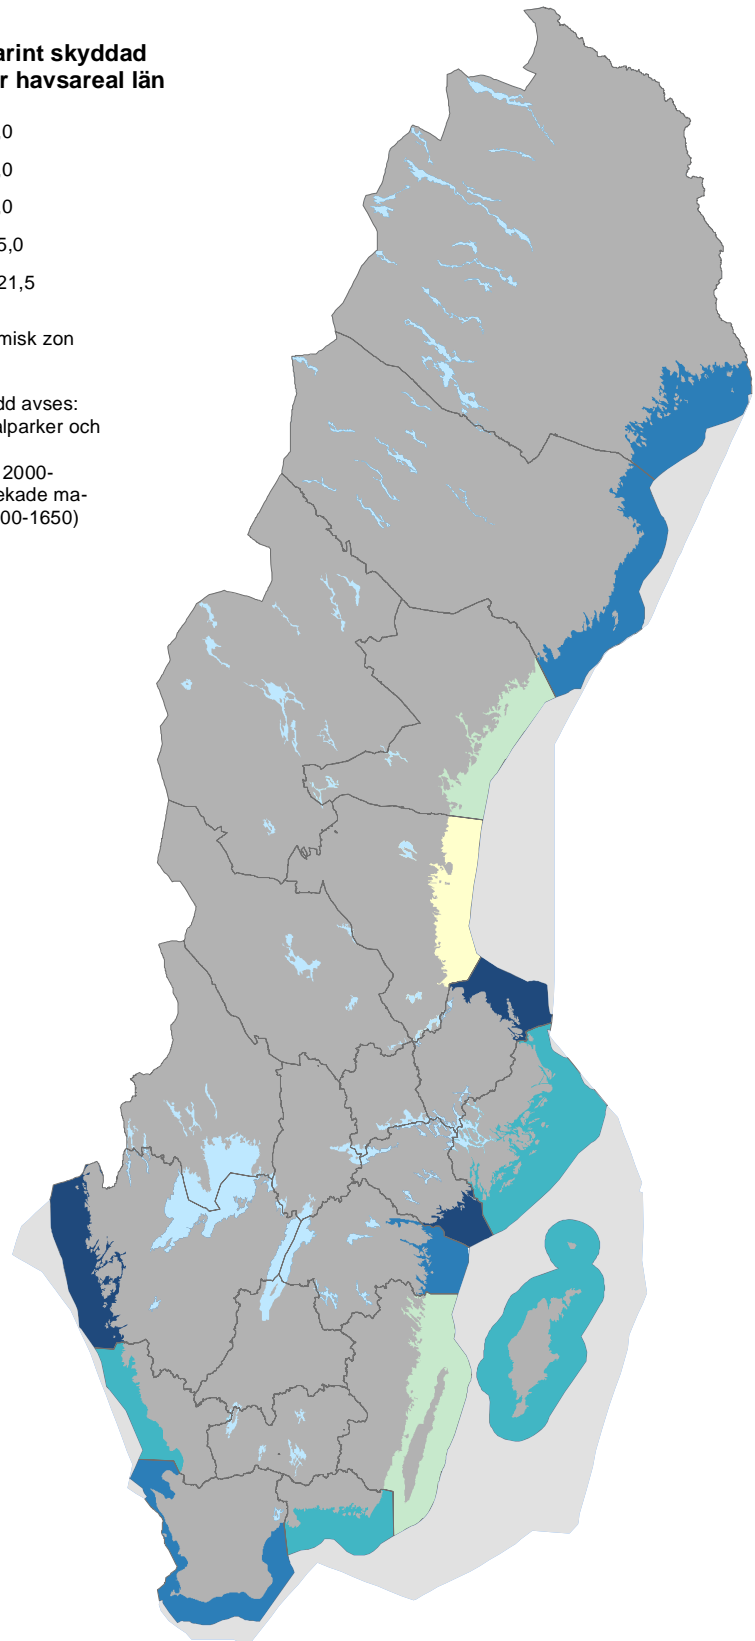 arint skyddad
r havsareal län
,0
,0
,0
5,0
21,5
misk zon
dd avses:
alparker och
2000-
ekade ma-
00-1650)